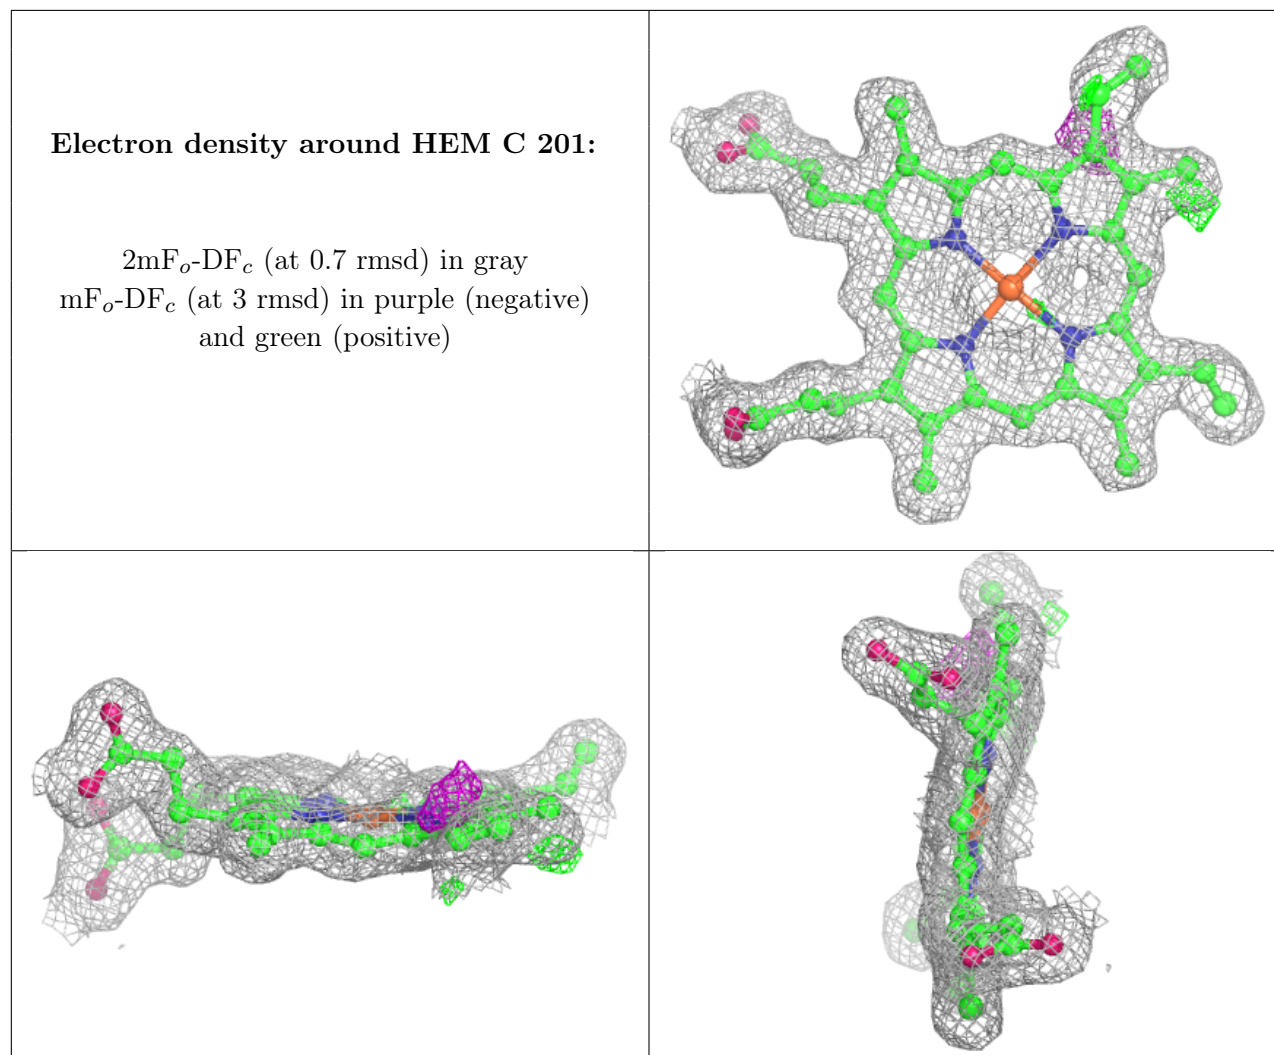 Electron density around HEM C 201:
2mFo-DFc (at 0.7 rmsd) in gray
mFo-DFc (at 3 rmsd) in purple (negative)
and green (positive)